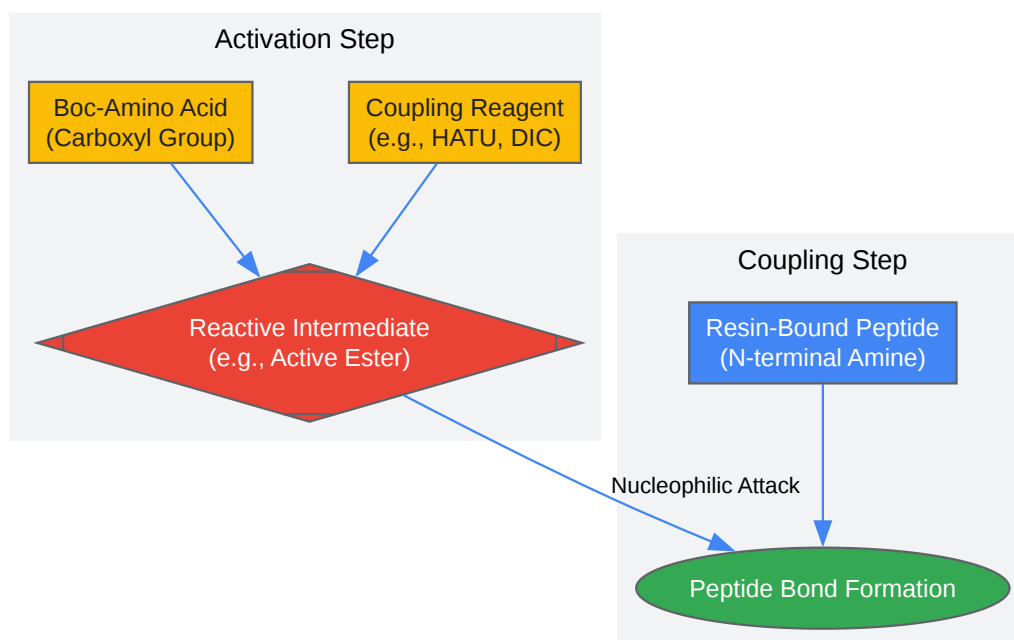 Activation Step
Boc-Amino Acid
(Carboxyl Group)
Coupling Reagent
(e.g., HATU, DIC)
Reactive Intermediate
(e.g., Active Ester)
Coupling Step
Resin-Bound Peptide
(N-terminal Amine)
Nucleophilic Attack
Peptide Bond Formation